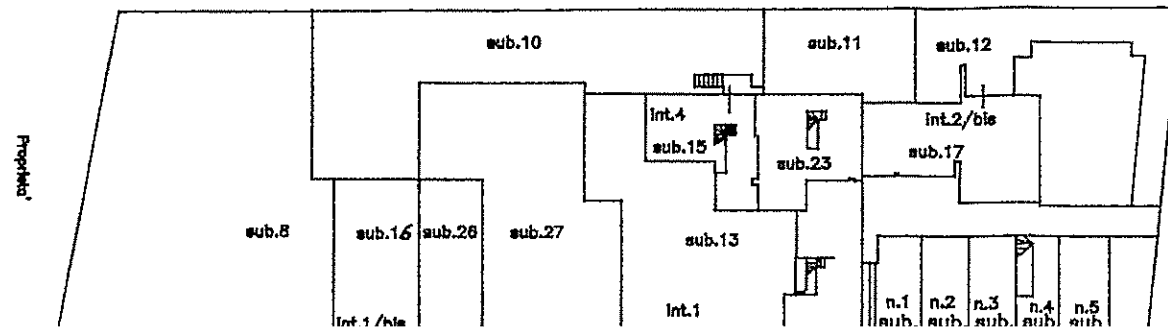 sub.10
sub.11
sub.12
int.4
sub.15
sub.23
int.2/bis
sub.17
Proprieta'
sub.8
sub.16
sub.26
sub.27
sub.13
int.1
int.1/bis
n.1
n.2
n.3
n.4
n.5
sub.
sub.
sub.
sub.
sub.